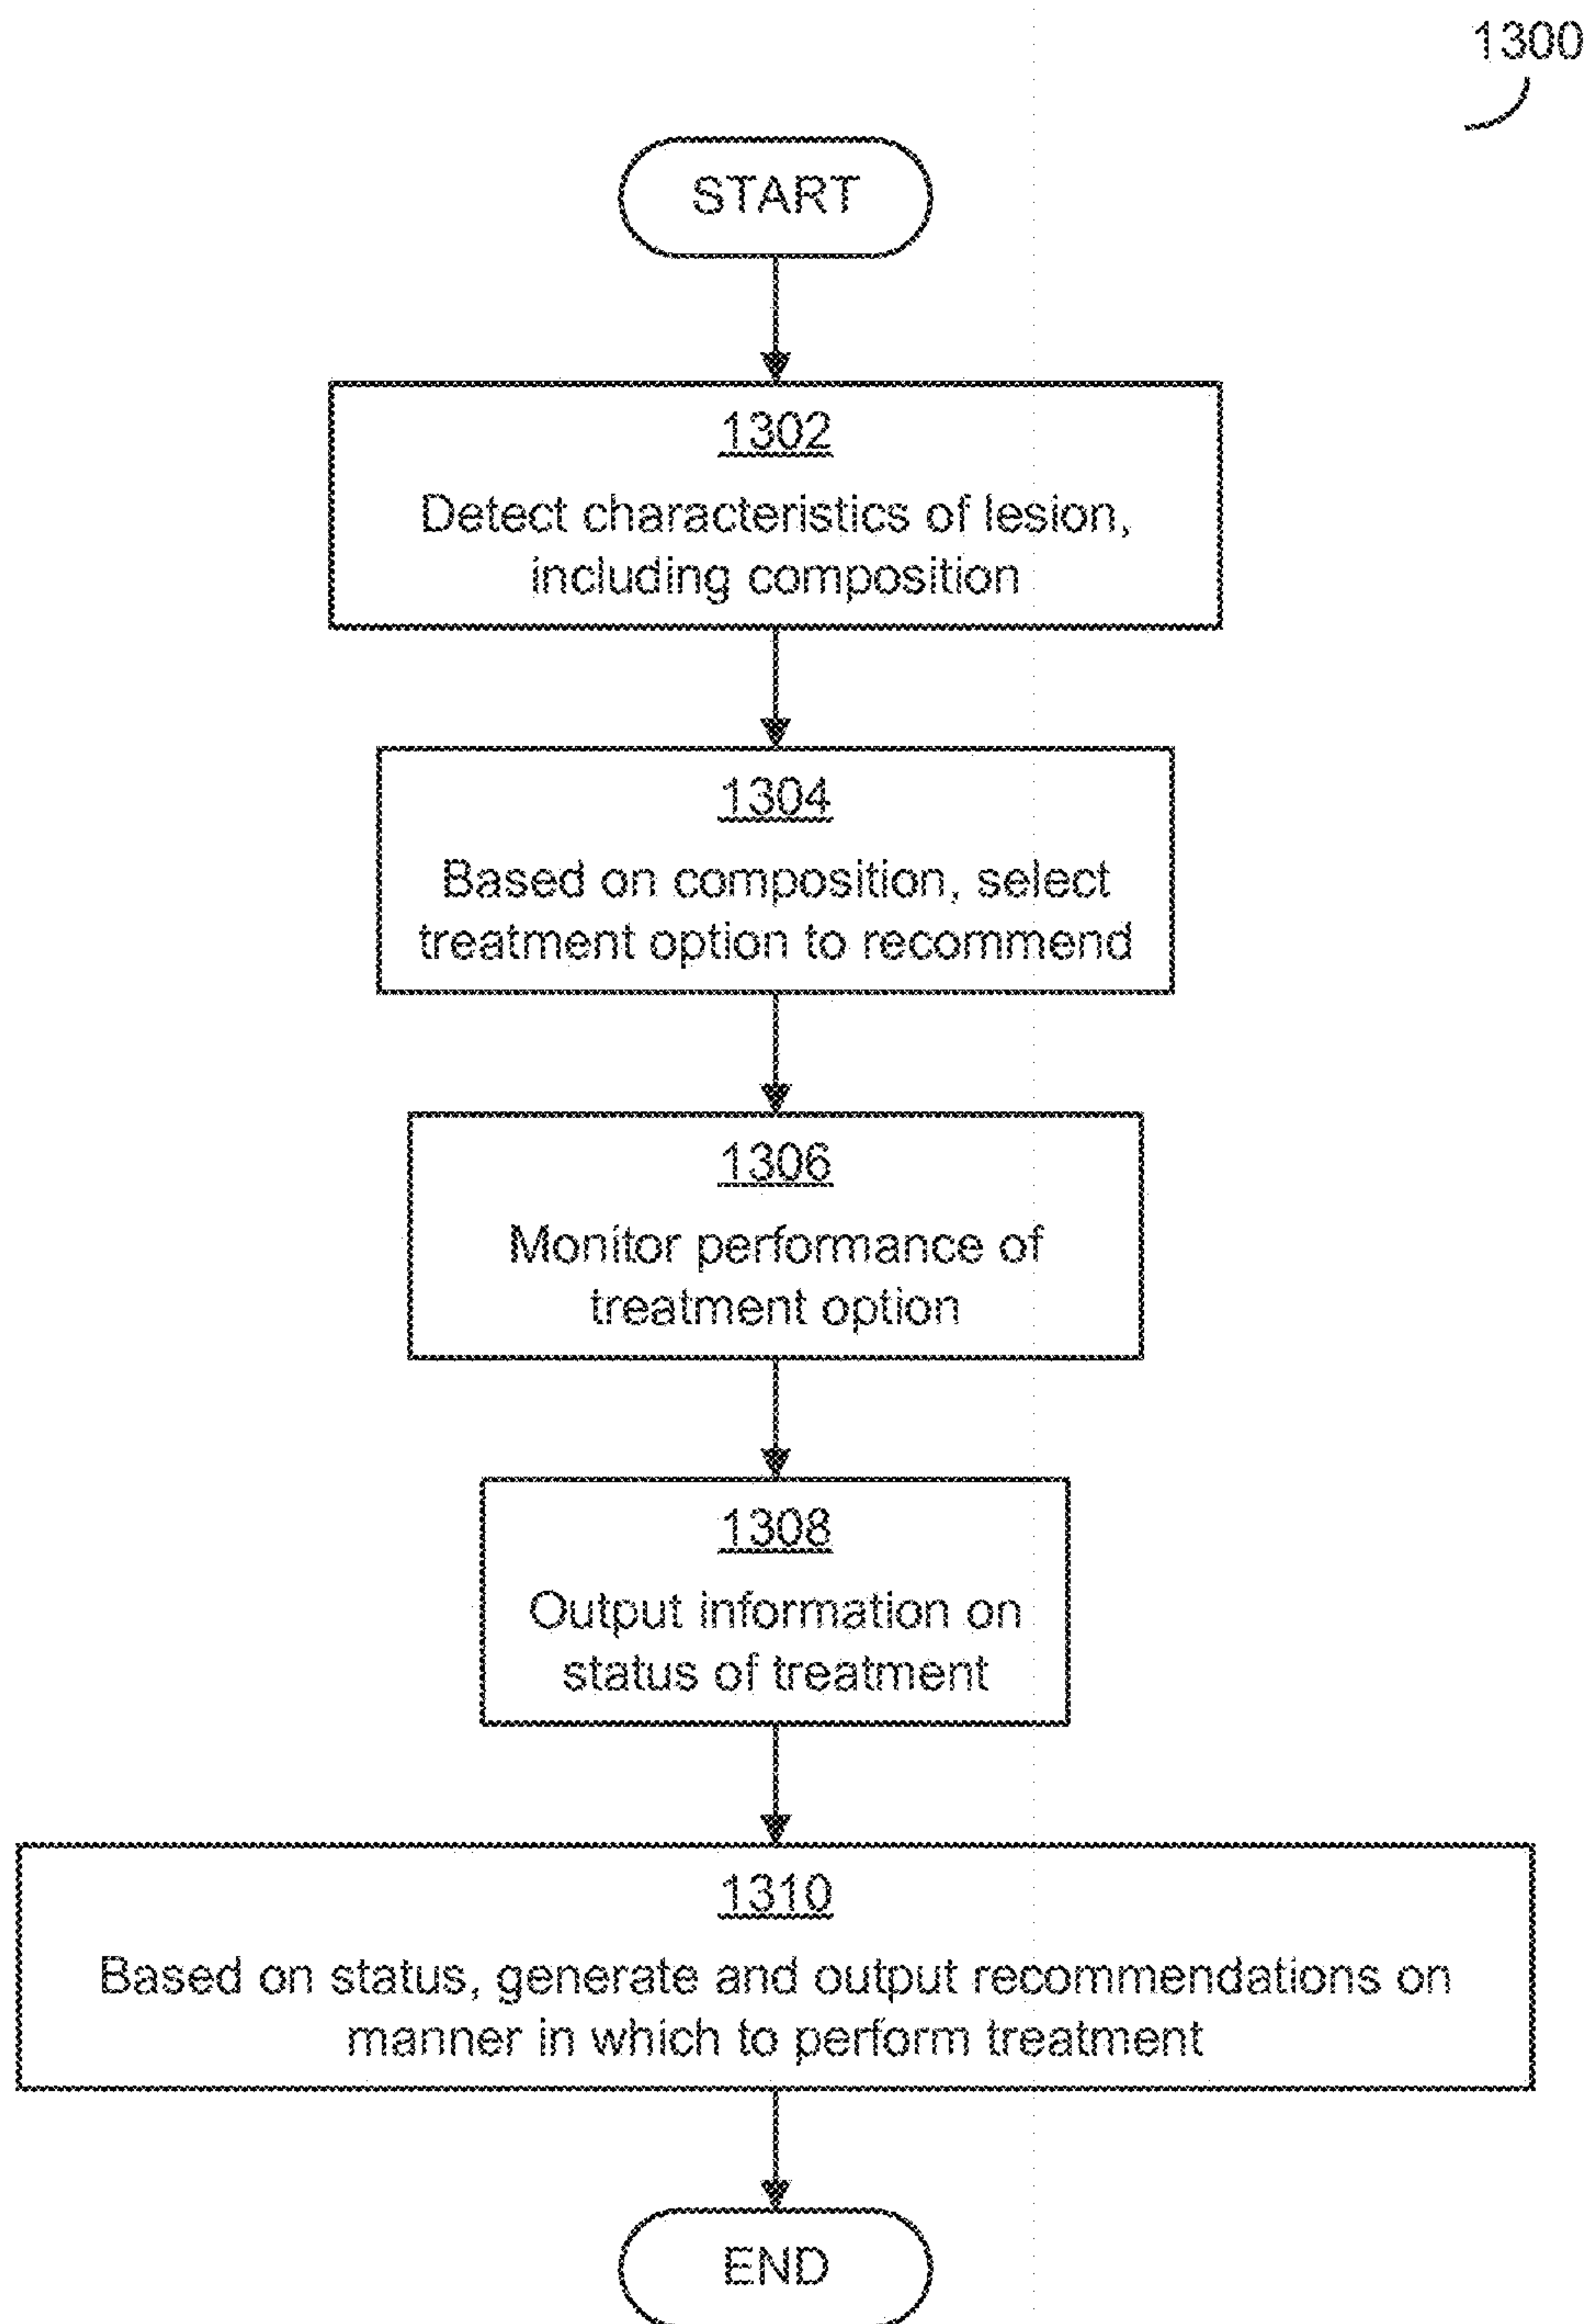 1300
START
1302
Detect characteristics of lesion,
including composition
1304
Based on composition, select
treatment option to recommend
1306
Monitor performance of
treatment option
1308
Output information on
status of treatment
1310
Based on status, generate and output recommendations on
manner in which to perform treatment
END